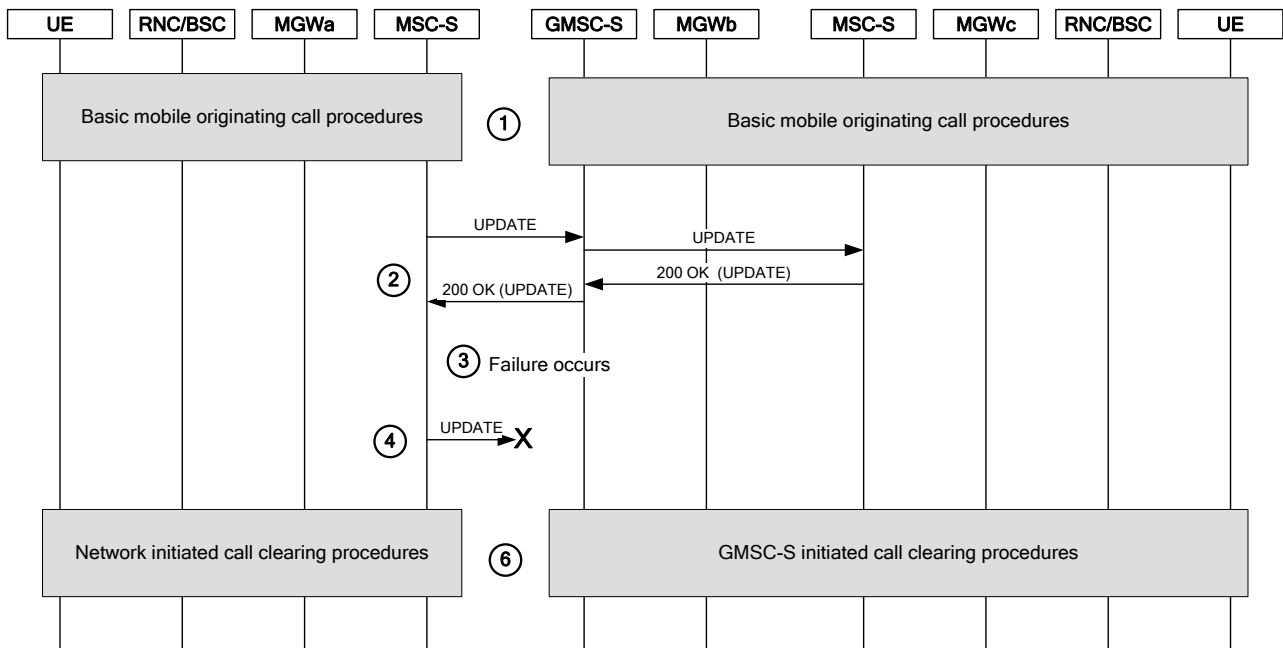 UE RNC/BSC MGWa MSC-S GMSC-S MGWb MSC-S MGWc RNC/BSC UE
Basic mobile originating call procedures
1
Basic mobile originating call procedures
UPDATE
UPDATE
2
200 OK (UPDATE)
200 OK (UPDATE)
3 Failure occurs
4
UPDATE
X
Network initiated call clearing procedures
6
GMSC-S initiated call clearing procedures